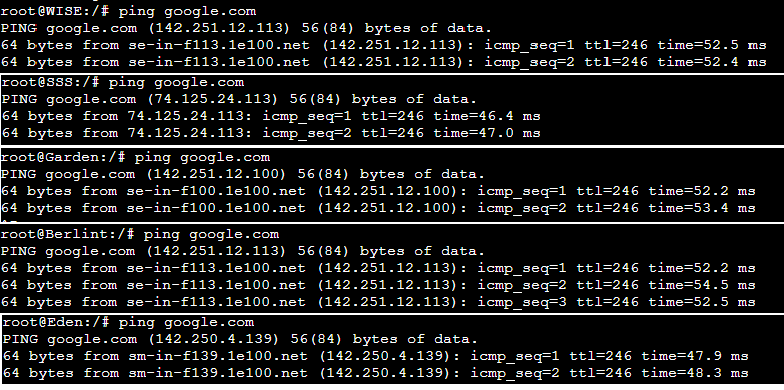 root@WISE:/# ping google.com
PING google.com (142.251.12.113) 56(84) bytes of data.
64 bytes from se-in-f113.1e100.net (142.251.12.113): icmp_seq=1 ttl=246 time=52.5 ms
64 bytes from se-in-f113.1e100.net (142.251.12.113): icmp_seq=2 ttl=246 time=52.4 ms
root@SSS:/# ping google.com
PING google.com (74.125.24.113) 56(84) bytes of data.
64 bytes from 74.125.24.113: icmp_seq=1 ttl=246 time=46.4 ms
64 bytes from 74.125.24.113: icmp_seq=2 ttl=246 time=47.0 ms
root@Garden:/# ping google.com
PING google.com (142.251.12.100) 56(84) bytes of data.
64 bytes from se-in-f100.1e100.net (142.251.12.100): icmp_seq=1 ttl=246 time=52.2 ms
64 bytes from se-in-f100.1e100.net (142.251.12.100): icmp_seq=2 ttl=246 time=53.4 ms
root@Berlint:/# ping google.com
PING google.com (142.251.12.113) 56(84) bytes of data.
64 bytes from se-in-f113.1e100.net (142.251.12.113): icmp_seq=1 ttl=246 time=52.2 ms
64 bytes from se-in-f113.1e100.net (142.251.12.113): icmp_seq=2 ttl=246 time=54.5 ms
64 bytes from se-in-f113.1e100.net (142.251.12.113): icmp_seq=3 ttl=246 time=52.5 ms
root@Eden:/# ping google.com
PING google.com (142.250.4.139) 56(84) bytes of data.
64 bytes from sm-in-f139.1e100.net (142.250.4.139): icmp_seq=1 ttl=246 time=47.9 ms
64 bytes from sm-in-f139.1e100.net (142.250.4.139): icmp_seq=2 ttl=246 time=48.3 ms